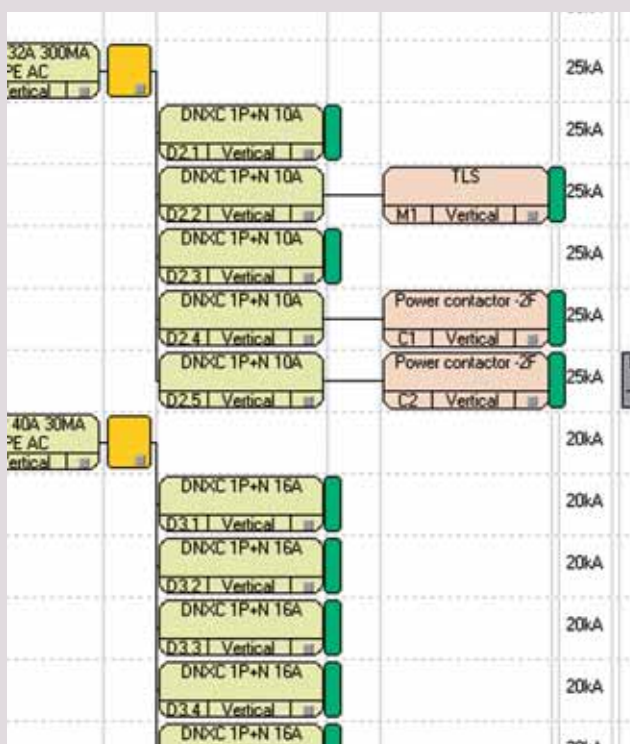 32A 300MA
PE AC
ertical
25kA
DNXC 1P+N 10A
D2.1 Vertical
25kA
DNXC 1P+N 10A
D2.2 Vertical
TLS
M1 Vertical
25kA
DNXC 1P+N 10A
D2.3 Vertical
25kA
DNXC 1P+N 10A
D2.4 Vertical
Power contactor -2F
C1 Vertical
25kA
DNXC 1P+N 10A
D2.5 Vertical
Power contactor -2F
C2 Vertical
25kA
40A 30MA
PE AC
ertical
20kA
DNXC 1P+N 16A
D3.1 Vertical
20kA
DNXC 1P+N 16A
D3.2 Vertical
20kA
DNXC 1P+N 16A
D3.3 Vertical
20kA
DNXC 1P+N 16A
D3.4 Vertical
20kA
DNXC 1P+N 16A